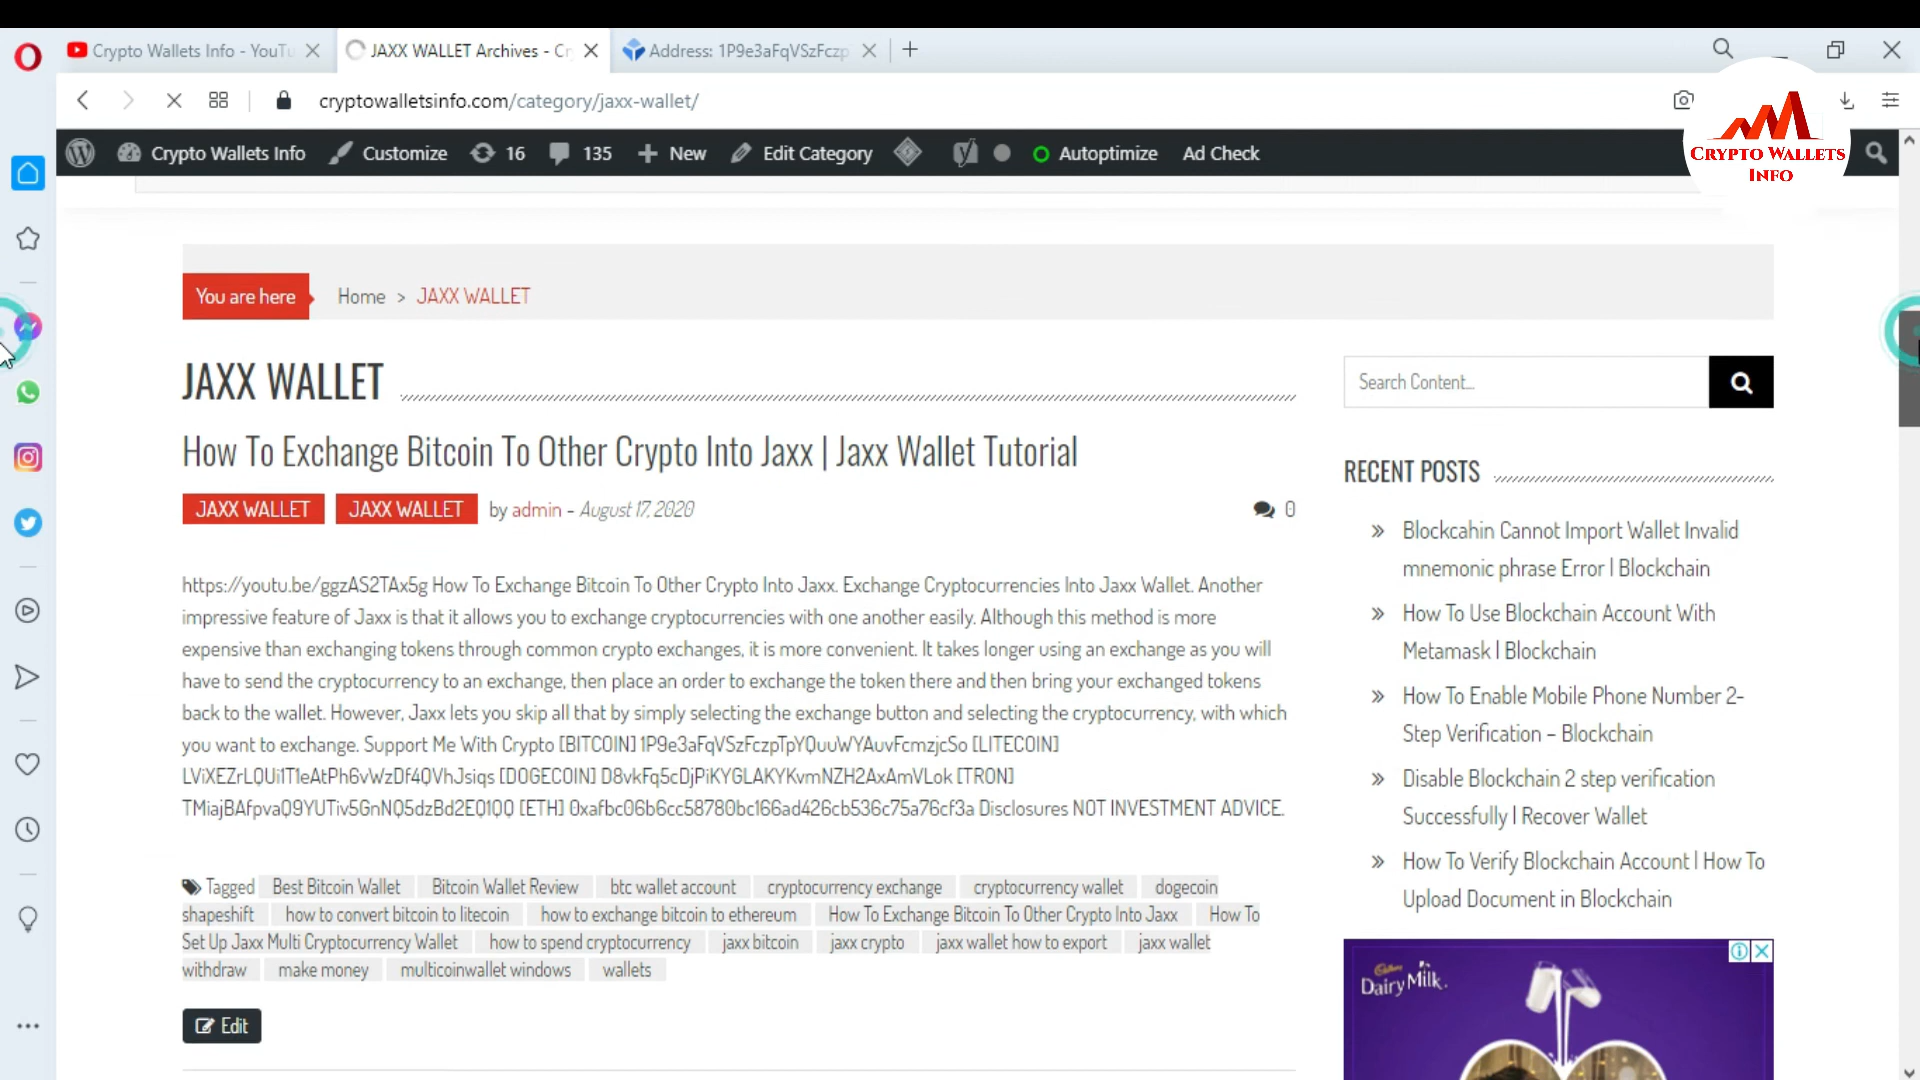 Crypto Wallets Info - YouTu
JAXX WALLET Archives - Cr
Address: 1P9e3aFqVSzFczp
cryptowalletsinfo.com/category/jaxx-wallet/
Crypto Wallets Info Customize 16 135 New Edit Category Autoptimize Ad Check
Crypto Wallets
Info
You are here Home > JAXX WALLET
JAXX WALLET
How To Exchange Bitcoin To Other Crypto Into Jaxx | Jaxx Wallet Tutorial
JAXX WALLET JAXX WALLET by admin - August 17, 2020 0
https://youtu.be/ggzAS2TAx5g How To Exchange Bitcoin To Other Crypto Into Jaxx. Exchange Cryptocurrencies Into Jaxx Wallet. Another
impressive feature of Jaxx is that it allows you to exchange cryptocurrencies with one another easily. Although this method is more
expensive than exchanging tokens through common crypto exchanges, it is more convenient. It takes longer using an exchange as you will
have to send the cryptocurrency to an exchange, then place an order to exchange the token there and then bring your exchanged tokens
back to the wallet. However, Jaxx lets you skip all that by simply selecting the exchange button and selecting the cryptocurrency, with which
you want to exchange. Support Me With Crypto [BITCOIN] 1P9e3aFqVSzFczpTpYQuuWYAuvFcmzjcSo [LITECOIN]
LViXEZrLQUi1T1eAtPh6vWzDf4QVhJsiqs [DOGECOIN] D8vkFq5cDjPiKYGLAKYKvmNZH2AxAmVLok [TRON]
TMiajBAfpvaQ9YUTiv5GnNQ5dzBd2EQ1QQ [ETH] 0xafbc06b6cc58780bc166ad426cb536c75a76cf3a Disclosures NOT INVESTMENT ADVICE.
Tagged Best Bitcoin Wallet Bitcoin Wallet Review btc wallet account cryptocurrency exchange cryptocurrency wallet dogecoin
shapeshift how to convert bitcoin to litecoin how to exchange bitcoin to ethereum How To Exchange Bitcoin To Other Crypto Into Jaxx How To
Set Up Jaxx Multi Cryptocurrency Wallet how to spend cryptocurrency jaxx bitcoin jaxx crypto jaxx wallet how to export jaxx wallet
withdraw make money multicoinwallet windows wallets
Edit
Search Content...
RECENT POSTS
Blockcahin Cannot Import Wallet Invalid
mnemonic phrase Error | Blockchain
How To Use Blockchain Account With
Metamask | Blockchain
How To Enable Mobile Phone Number 2-
Step Verification – Blockchain
Disable Blockchain 2 step verification
Successfully | Recover Wallet
How To Verify Blockchain Account | How To
Upload Document in Blockchain
Cadbury
Dairy Milk